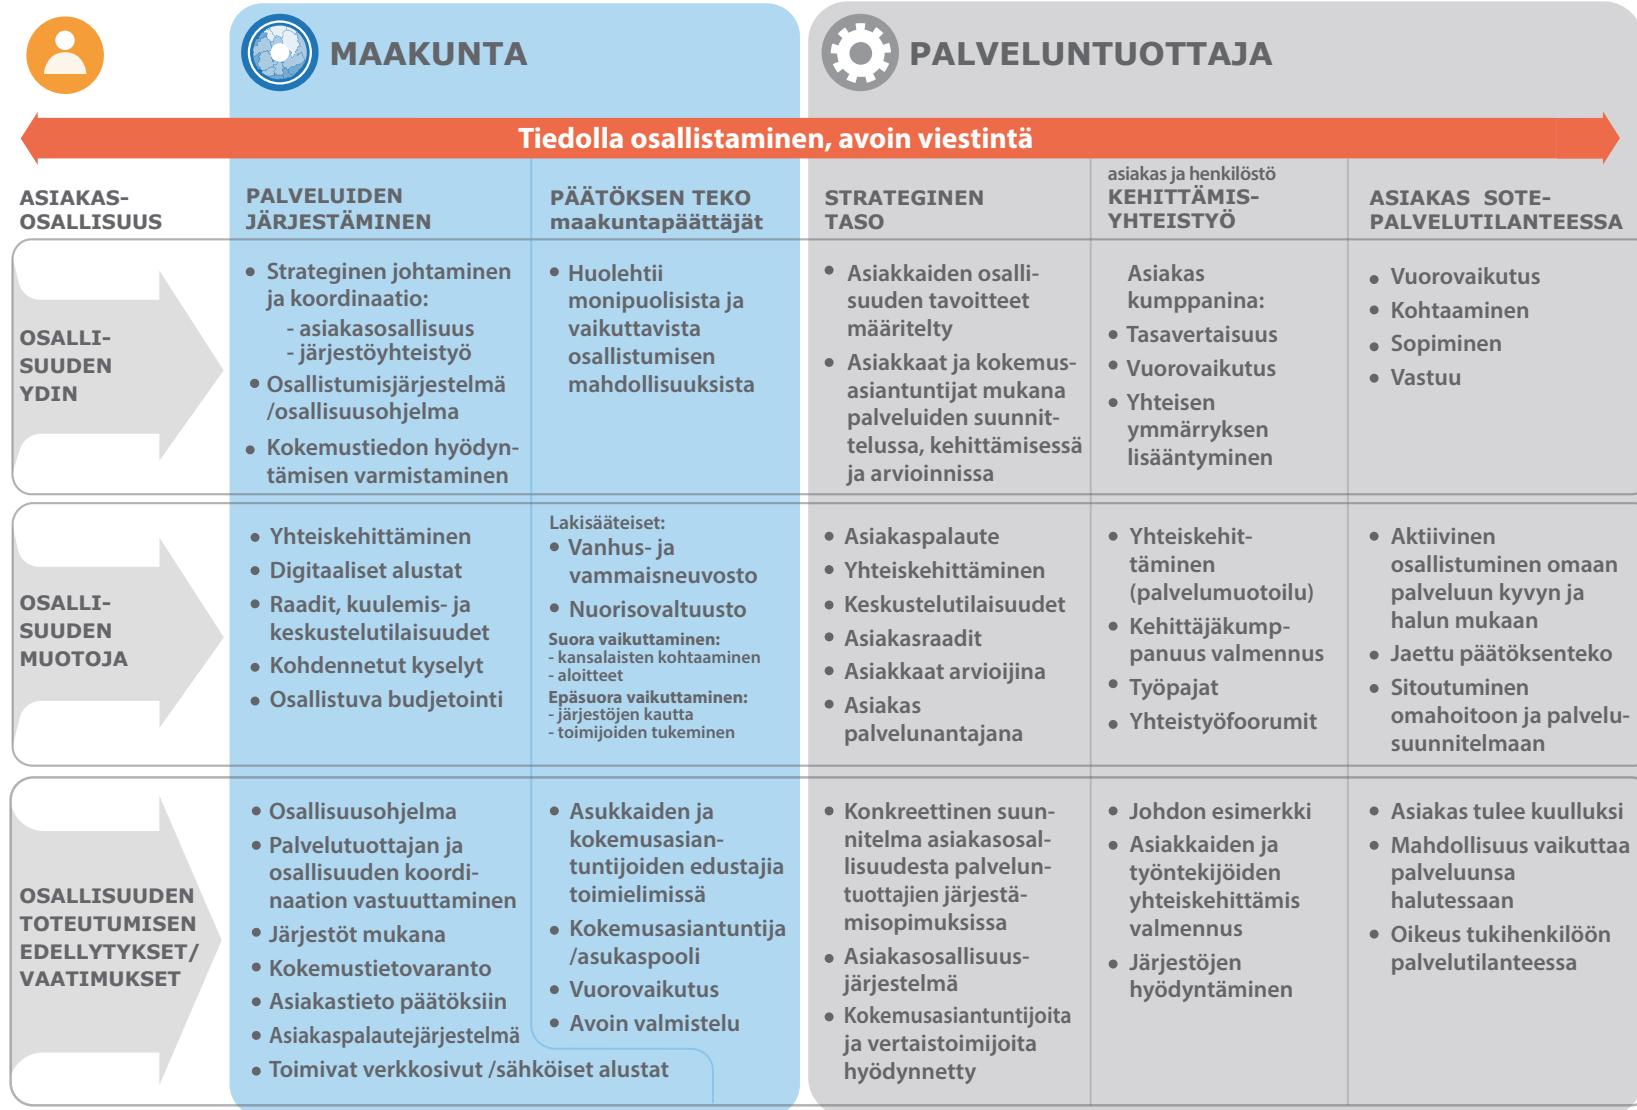 MAAKUNTA
PALVELUNTUOTTAJA
Tiedolla osallistaminen, avoin viestintä
ASIAKAS-
OSALLISUUS
PALVELUIDEN
JÄRJESTÄMINEN
PÄÄTÖKSEN TEKO
maakuntapäättäjät
STRATEGINEN
TASO
asiakas ja henkilöstö
KEHITTÄMIS-
YHTEISTYÖ
ASIAKAS SOTE-
PALVELUTILANTEESSA
OSALLI-
SUUDEN
YDIN
• Strateginen johtaminen
ja koordinaatio:
- asiakasosallisuus
- järjestöyhteistyö
• Osallistumisjärjestelmä
/osallisuusohjelma
• Kokemustiedon hyödyn-
tämisen varmistaminen
• Huolehtii
monipuolisista ja
vaikuttavista
osallistumisen
mahdollisuuksista
• Asiakkaiden osalli-
suuden tavoitteet
määritelty
• Asiakkaat ja kokemus-
asiantuntijat mukana
palveluiden suunnit-
telussa, kehittämisessä
ja arvioinnissa
Asiakas
kumppanina:
• Tasavertaisuus
• Vuorovaikutus
• Yhteisen
ymmärryksen
lisääntyminen
• Vuorovaikutus
• Kohtaaminen
• Sopiminen
• Vastuu
OSALLI-
SUUDEN
MUOTOJA
• Yhteiskehittäminen
• Digitaaliset alustat
• Raadit, kuulemis- ja
keskustelutilaisuudet
• Kohdennetut kyselyt
• Osallistuva budjetointi
Lakisääteiset:
• Vanhus- ja
vammaisneuvosto
• Nuorisovaltuusto
Suora vaikuttaminen:
- kansalaisten kohtaaminen
- aloitteet
Epäsuora vaikuttaminen:
- järjestöjen kautta
- toimijoiden tukeminen
• Asiakaspalaute
• Yhteiskehittäminen
• Keskustelutilaisuudet
• Asiakasraadit
• Asiakkaat arvioijina
• Asiakas
palvelunantajana
• Yhteiskehit-
täminen
(palvelumuotoilu)
• Kehittäjäkump-
panuus valmennus
• Työpajat
• Yhteistyöfoorumit
• Aktiivinen
osallistuminen omaan
palveluun kyvyn ja
halun mukaan
• Jaettu päätöksenteko
• Sitoutuminen
omahoitoon ja palvelu-
suunnitelmaan
OSALLISUUDEN
TOTEUTUMISEN
EDELLYTYKSET/
VAATIMUKSET
• Osallisuusohjelma
• Palvelutuottajan ja
osallisuuden koordi-
naation vastuuttaminen
• Järjestöt mukana
• Kokemustietovaranto
• Asiakastieto päätöksiin
• Asiakaspalautejärjestelmä
• Toimivat verkkosivut /sähköiset alustat
• Asukkaiden ja
kokemusasian-
tuntijoiden edustajia
toimielimissä
• Kokemusasiantuntija
/asukaspooli
• Vuorovaikutus
• Avoin valmistelu
• Konkreettinen suun-
nitelma asiakasosal-
lisuudesta palvelun-
tuottajien järjestä-
misopimuksissa
• Asiakasosallisuus-
järjestelmä
• Kokemusasiantuntijoita
ja vertaistoimijoita
hyödynnetty
• Johdon esimerkki
• Asiakkaiden ja
työntekijöiden
yhteiskehittämis
valmennus
• Järjestöjen
hyödyntäminen
• Asiakas tulee kuulluksi
• Mahdollisuus vaikuttaa
palveluunsa
halutessaan
• Oikeus tukihenkilöön
palvelutilanteessa